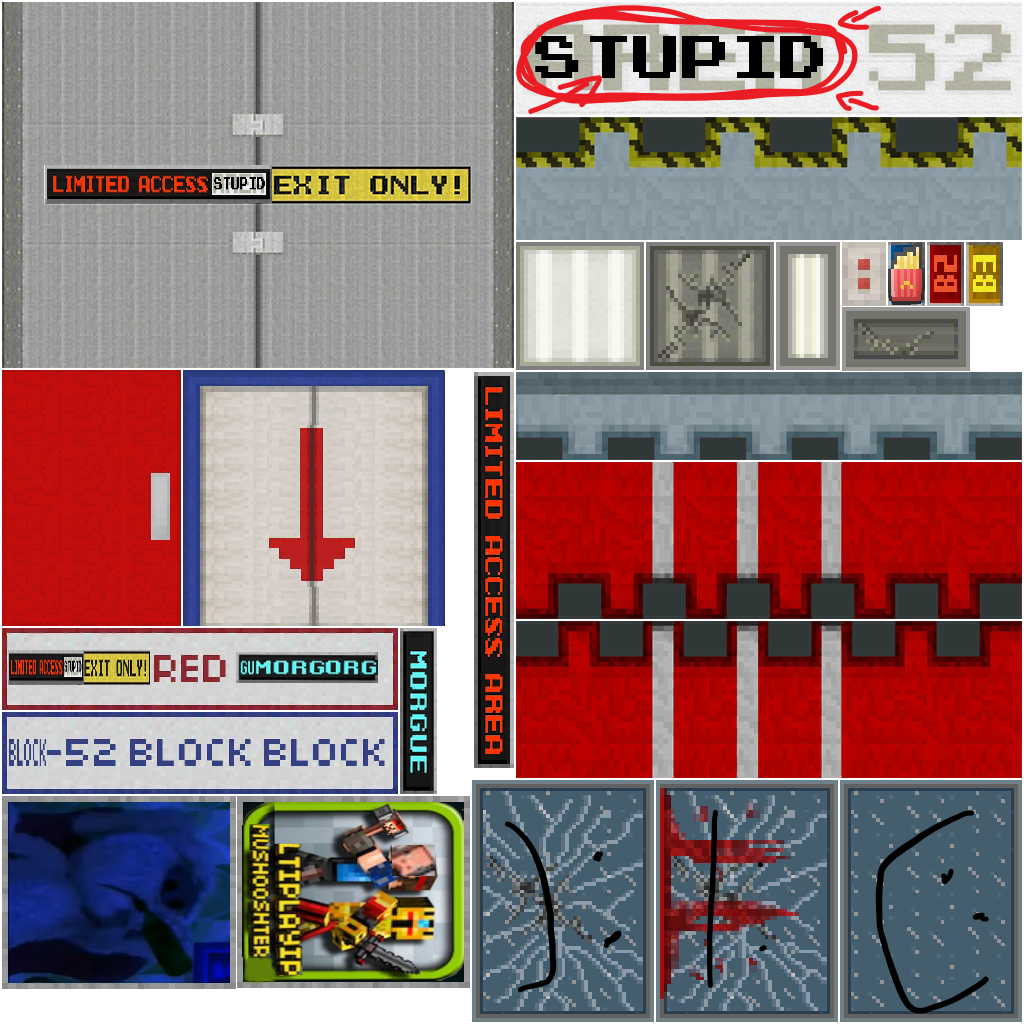 STUPID 52
LIMITED ACCESS STUPID EXIT ONLY!
B2
B3
LIMITED ACCESS AREA
LIMITED ACCESS STUPID EXIT ONLY! RED GUMORGORG
MORGUE
BLOCK-52 BLOCK BLOCK
LTIPLAYIP
MUSHOOSHTER